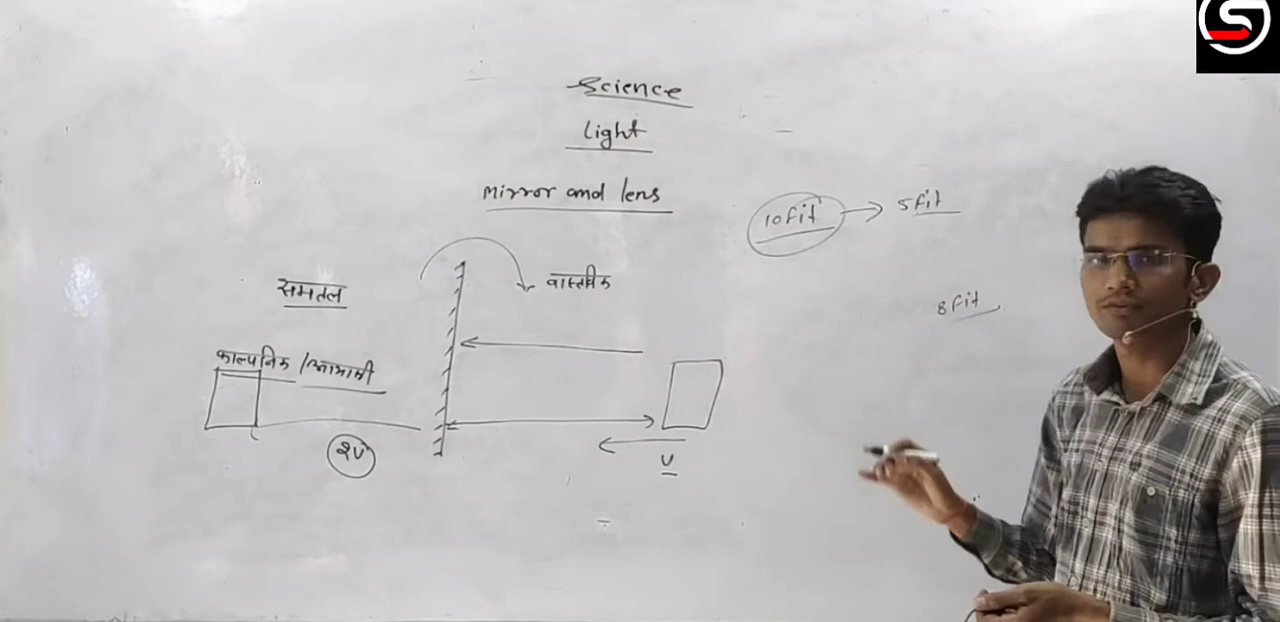 Science
Light
Mirror and lens
10 fit → 5 fit
वास्तविक
समतल
8 fit
काल्पनिक / आभासी
2v
v
S